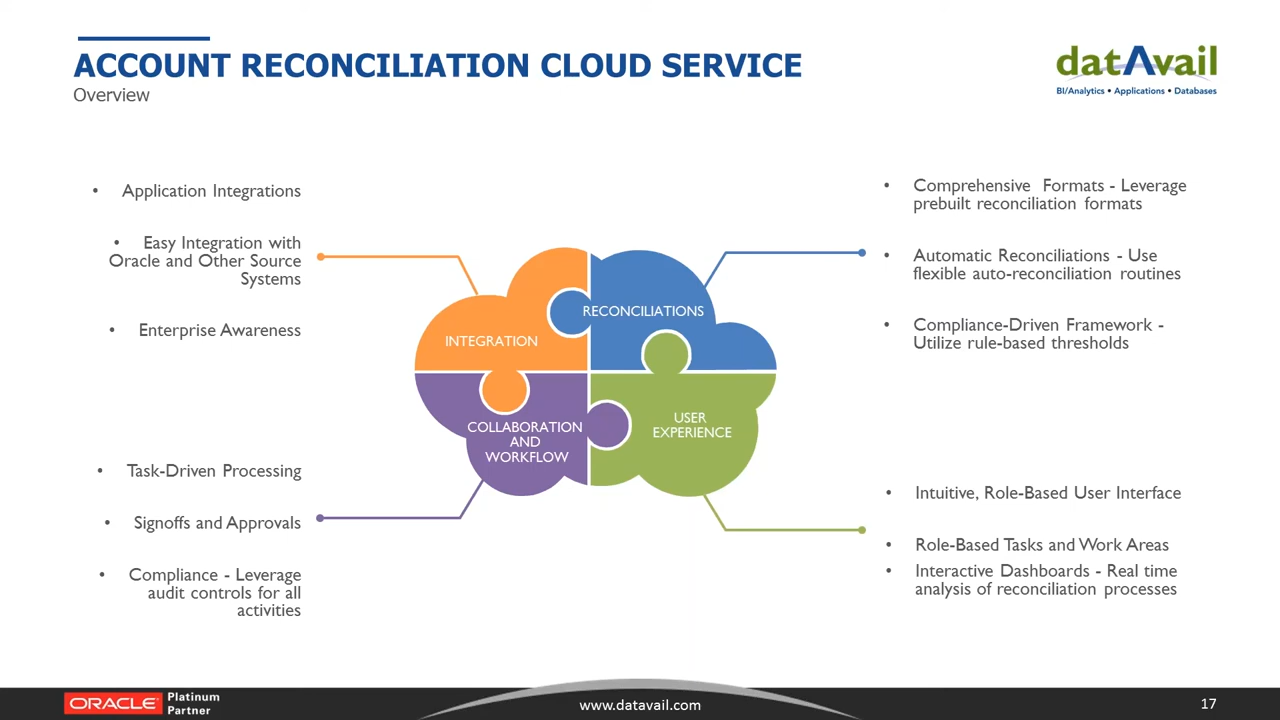 ACCOUNT RECONCILIATION CLOUD SERVICE
Overview
datAvail
BI/Analytics • Applications • Databases
• Application Integrations
• Easy Integration with
Oracle and Other Source
Systems
• Enterprise Awareness
• Comprehensive Formats - Leverage
prebuilt reconciliation formats
• Automatic Reconciliations - Use
flexible auto-reconciliation routines
• Compliance-Driven Framework -
Utilize rule-based thresholds
INTEGRATION
RECONCILIATIONS
COLLABORATION
AND
WORKFLOW
USER
EXPERIENCE
• Task-Driven Processing
• Signoffs and Approvals
• Compliance - Leverage
audit controls for all
activities
• Intuitive, Role-Based User Interface
• Role-Based Tasks and Work Areas
• Interactive Dashboards - Real time
analysis of reconciliation processes
ORACLE
Platinum
Partner
www.datavail.com
17